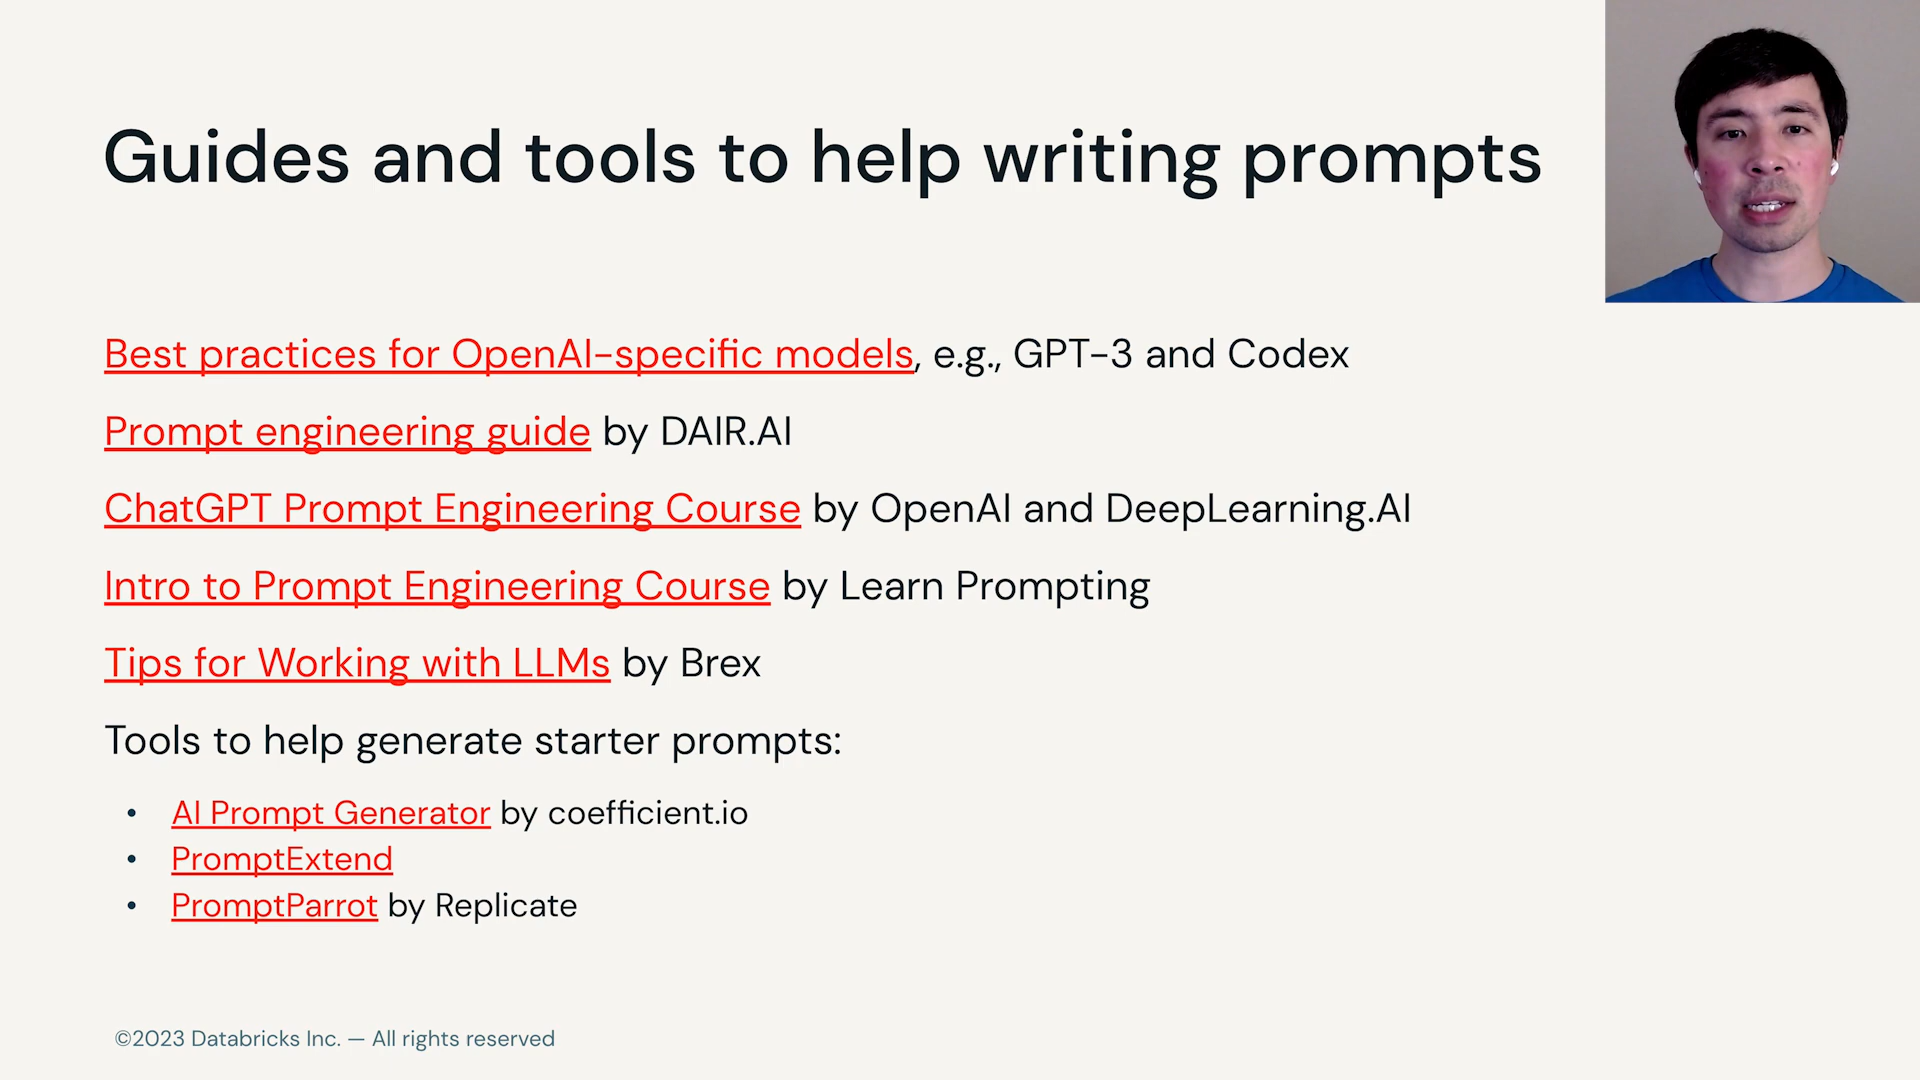 Guides and tools to help writing prompts
Best practices for OpenAI-specific models, e.g., GPT-3 and Codex
Prompt engineering guide by DAIR.AI
ChatGPT Prompt Engineering Course by OpenAI and DeepLearning.AI
Intro to Prompt Engineering Course by Learn Prompting
Tips for Working with LLMs by Brex
Tools to help generate starter prompts:
• AI Prompt Generator by coefficient.io
• PromptExtend
• PromptParrot by Replicate
©2023 Databricks Inc. — All rights reserved